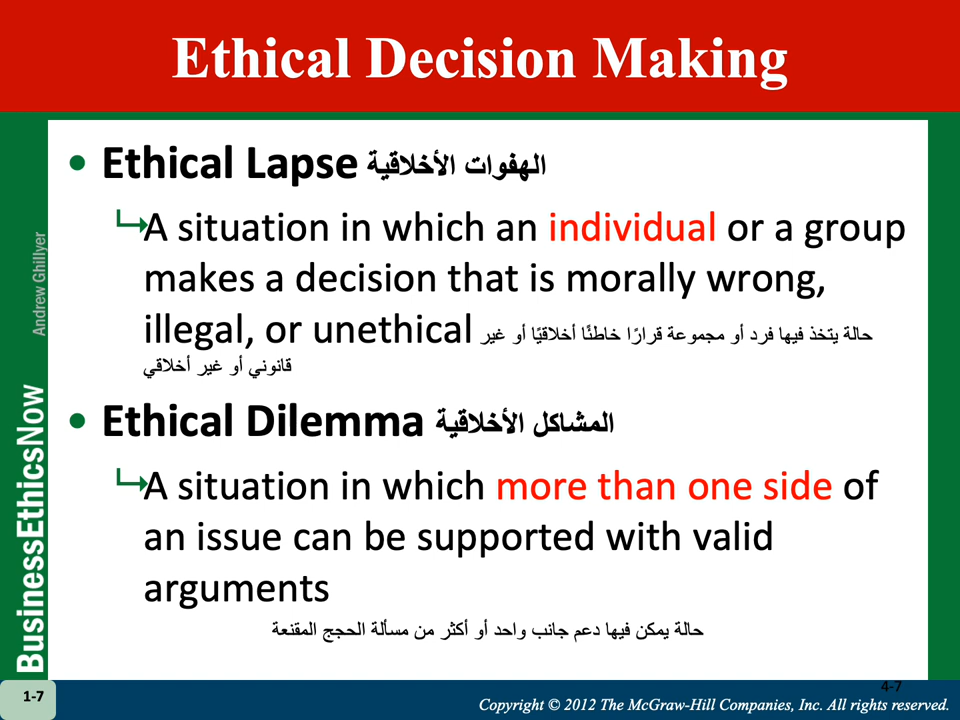 Ethical Decision Making
• Ethical Lapse الهفوات الأخلاقية
A situation in which an individual or a group
makes a decision that is morally wrong,
illegal, or unethical حالة يتخذ فيها فرد أو مجموعة قرارًا خاطئًا أخلاقيًا أو غير
قانوني أو غير أخلاقي
• Ethical Dilemma المشاكل الأخلاقية
A situation in which more than one side of
an issue can be supported with valid
arguments
حالة يمكن فيها دعم جانب واحد أو أكثر من مسألة الحجج المقنعة
Andrew Ghillyer
BusinessEthicsNow
1-7
4-7
Copyright © 2012 The McGraw-Hill Companies, Inc. All rights reserved.